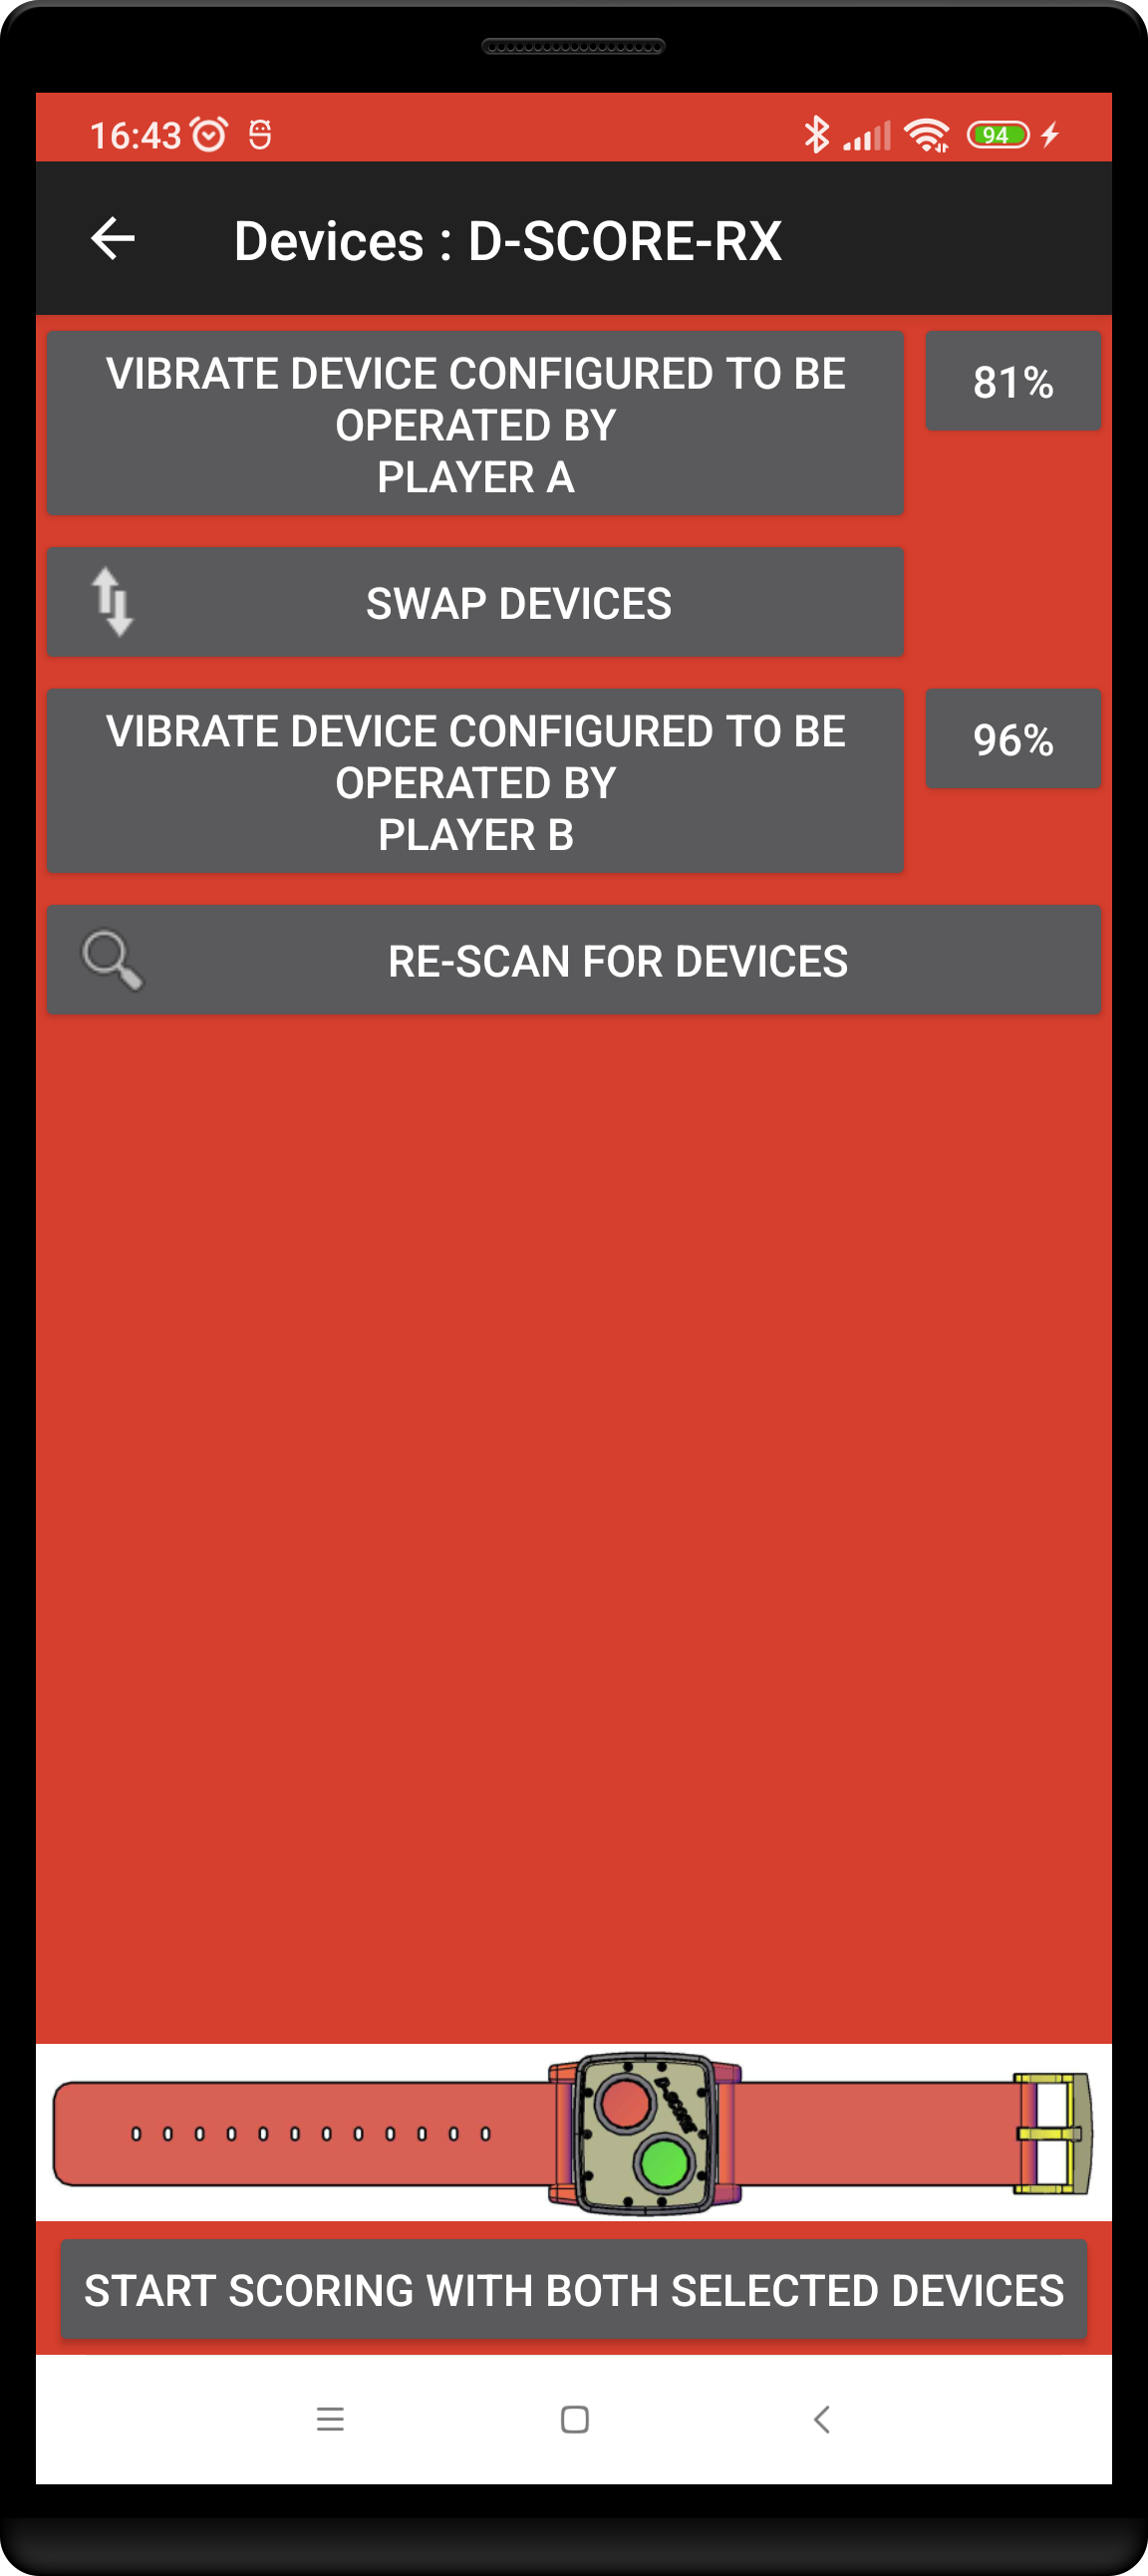 16:43
94
Devices : D-SCORE-RX
VIBRATE DEVICE CONFIGURED TO BE
OPERATED BY
PLAYER A
81%
SWAP DEVICES
VIBRATE DEVICE CONFIGURED TO BE
OPERATED BY
PLAYER B
96%
RE-SCAN FOR DEVICES
D-SCORE
START SCORING WITH BOTH SELECTED DEVICES